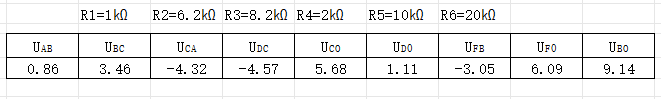 R1=1kΩ R2=6.2kΩ R3=8.2kΩ R4=2kΩ R5=10kΩ R6=20kΩ
UAB UBC UCA UDC UCO UDO UFB UFO UBO
0.86 3.46 -4.32 -4.57 5.68 1.11 -3.05 6.09 9.14